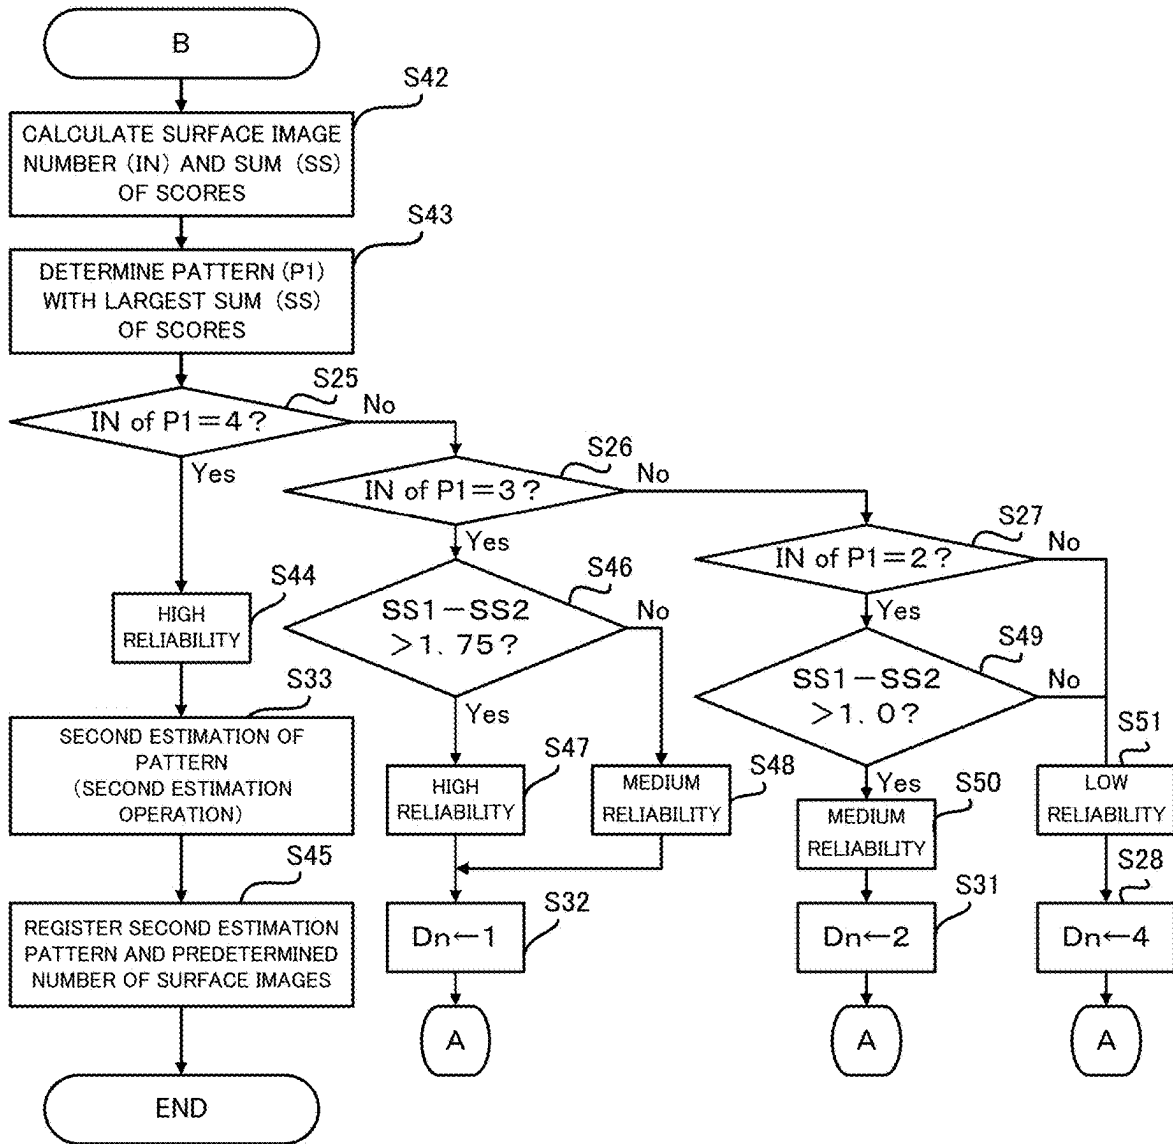 B
S42
CALCULATE SURFACE IMAGE
NUMBER (IN) AND SUM (SS)
OF SCORES
S43
DETERMINE PATTERN (P1)
WITH LARGEST SUM (SS)
OF SCORES
S25
IN of P1=4?
No
Yes
S26
IN of P1=3?
No
Yes
S27
IN of P1=2?
No
Yes
S44
HIGH
RELIABILITY
S46
SS1-SS2
>1.75?
No
Yes
S49
SS1-SS2
>1.0?
No
Yes
S33
SECOND ESTIMATION OF
PATTERN
(SECOND ESTIMATION
OPERATION)
S47
HIGH
RELIABILITY
S48
MEDIUM
RELIABILITY
S50
MEDIUM
RELIABILITY
S51
LOW
RELIABILITY
S45
REGISTER SECOND ESTIMATION
PATTERN AND PREDETERMINED
NUMBER OF SURFACE IMAGES
S32
Dn←1
S31
Dn←2
S28
Dn←4
A
A
A
END